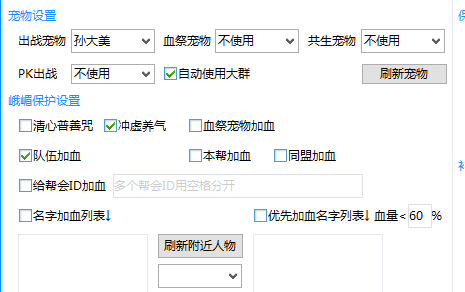 宠物设置
出战宠物 孙大美 血祭宠物 不使用 共生宠物 不使用
PK出战 不使用 自动使用大群 刷新宠物
峨嵋保护设置
清心普善咒 冲虚养气 血祭宠物加血
队伍加血 本帮加血 同盟加血
给帮会ID加血 多个帮会ID用空格分开
名字加血列表↓ 优先加血名字列表↓ 血量< 60 %
刷新附近人物